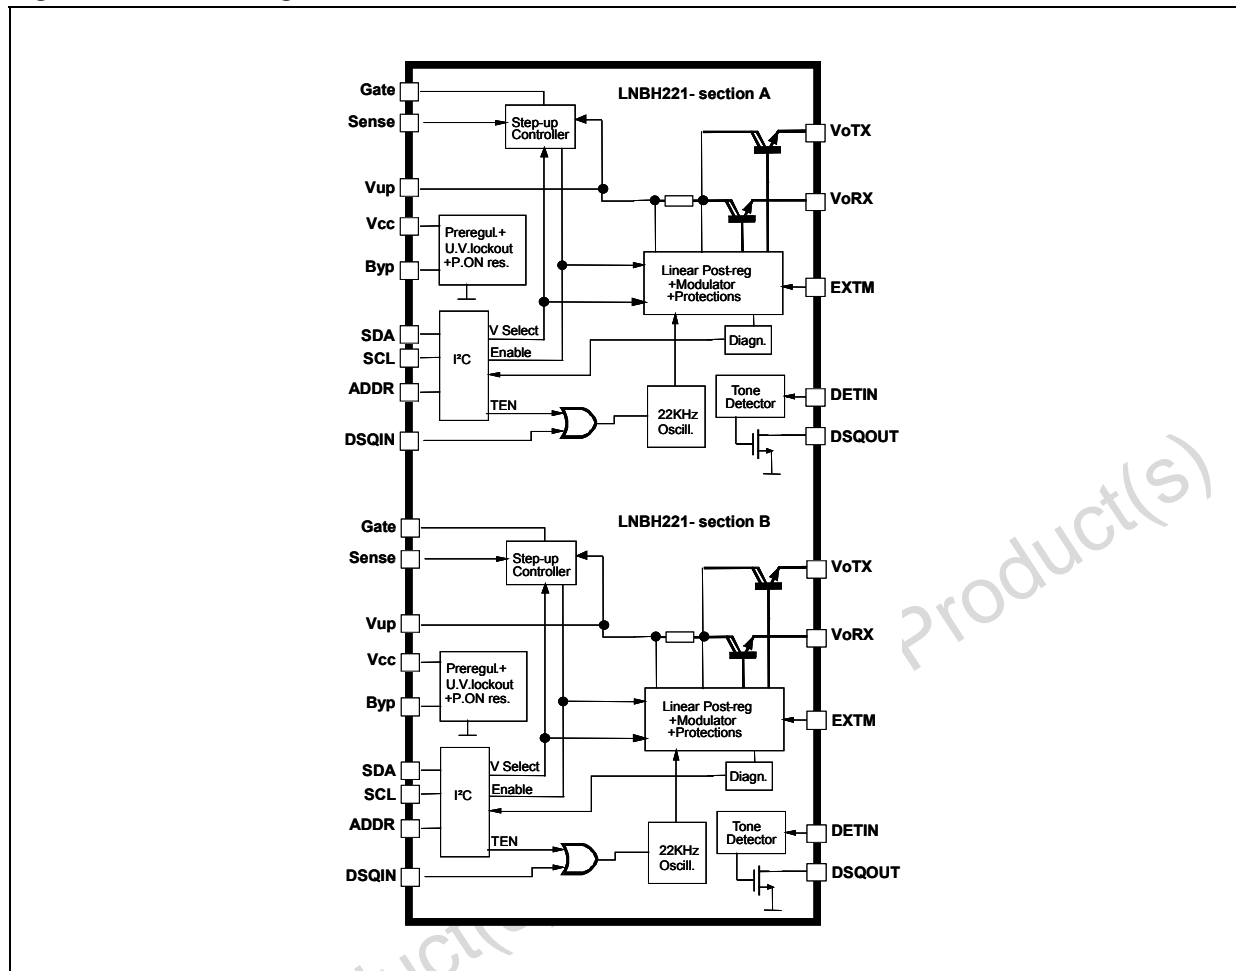 LNBH221- section A
Gate
Sense
Step-up
Controller
VoTX
Vup
VoRX
Vcc
Preregul.+
U.V.lockout
+P.ON res.
Byp
Linear Post-reg
+Modulator
+Protections
EXTM
SDA
SCL
ADDR
I²C
V Select
Enable
TEN
Diagn.
Tone
Detector
DETIN
22KHz
Oscill.
DSQIN
DSQOUT
LNBH221- section B
Gate
Sense
Step-up
Controller
VoTX
Vup
VoRX
Vcc
Preregul.+
U.V.lockout
+P.ON res.
Byp
Linear Post-reg
+Modulator
+Protections
EXTM
SDA
SCL
ADDR
I²C
V Select
Enable
TEN
Diagn.
Tone
Detector
DETIN
22KHz
Oscill.
DSQIN
DSQOUT
Product(s)